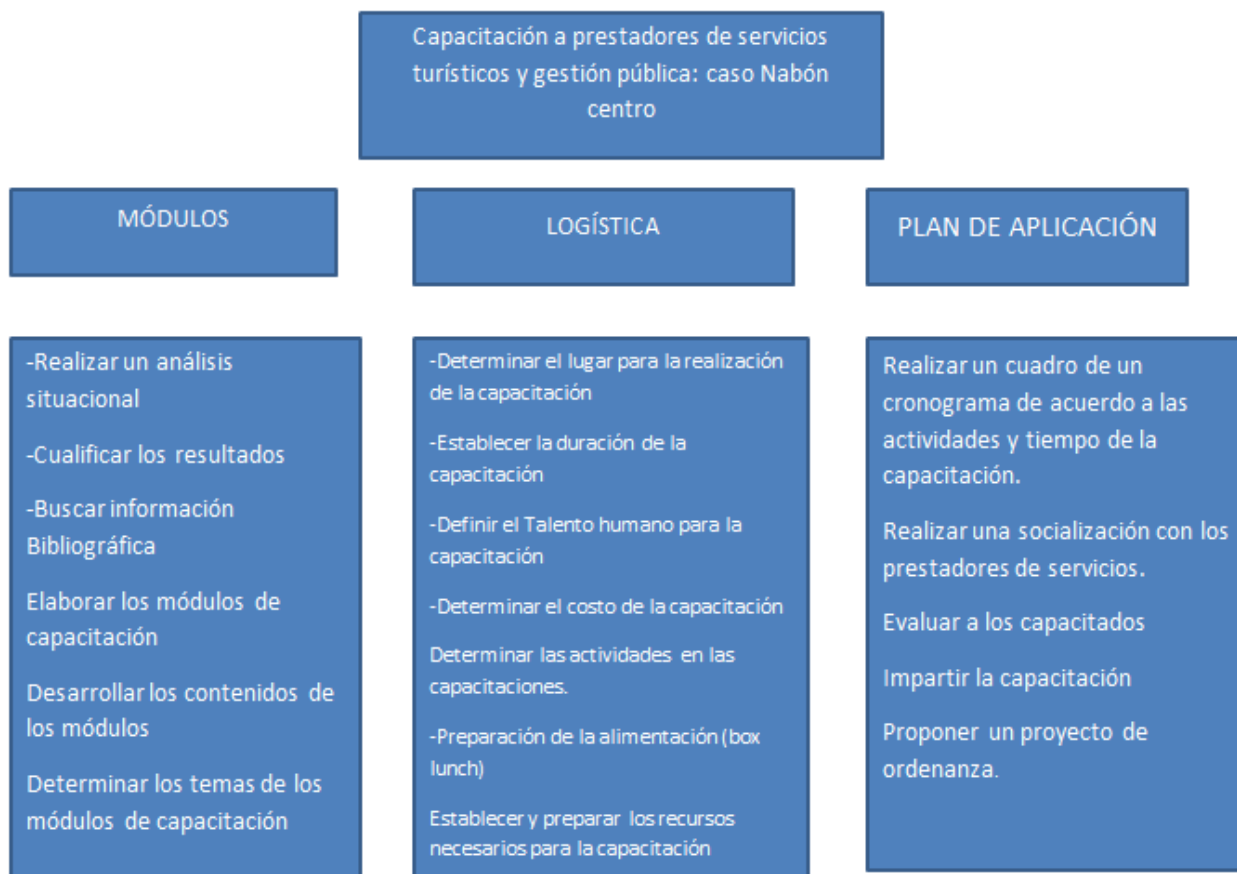 Capacitación a prestadores de servicios
turísticos y gestión pública: caso Nabón
centro
MÓDULOS
LOGÍSTICA
PLAN DE APLICACIÓN
-Realizar un análisis
situacional
-Cualificar los resultados
-Buscar información
Bibliográfica
Elaborar los módulos de
capacitación
Desarrollar los contenidos de
los módulos
Determinar los temas de los
módulos de capacitación
-Determinar el lugar para la realización
de la capacitación
-Establecer la duración de la
capacitación
-Definir el Talento humano para la
capacitación
-Determinar el costo de la capacitación
Determinar las actividades en las
capacitaciones.
-Preparación de la alimentación (box
lunch)
Establecer y preparar los recursos
necesarios para la capacitación
Realizar un cuadro de un
cronograma de acuerdo a las
actividades y tiempo de la
capacitación.
Realizar una socialización con los
prestadores de servicios.
Evaluar a los capacitados
Impartir la capacitación
Proponer un proyecto de
ordenanza.